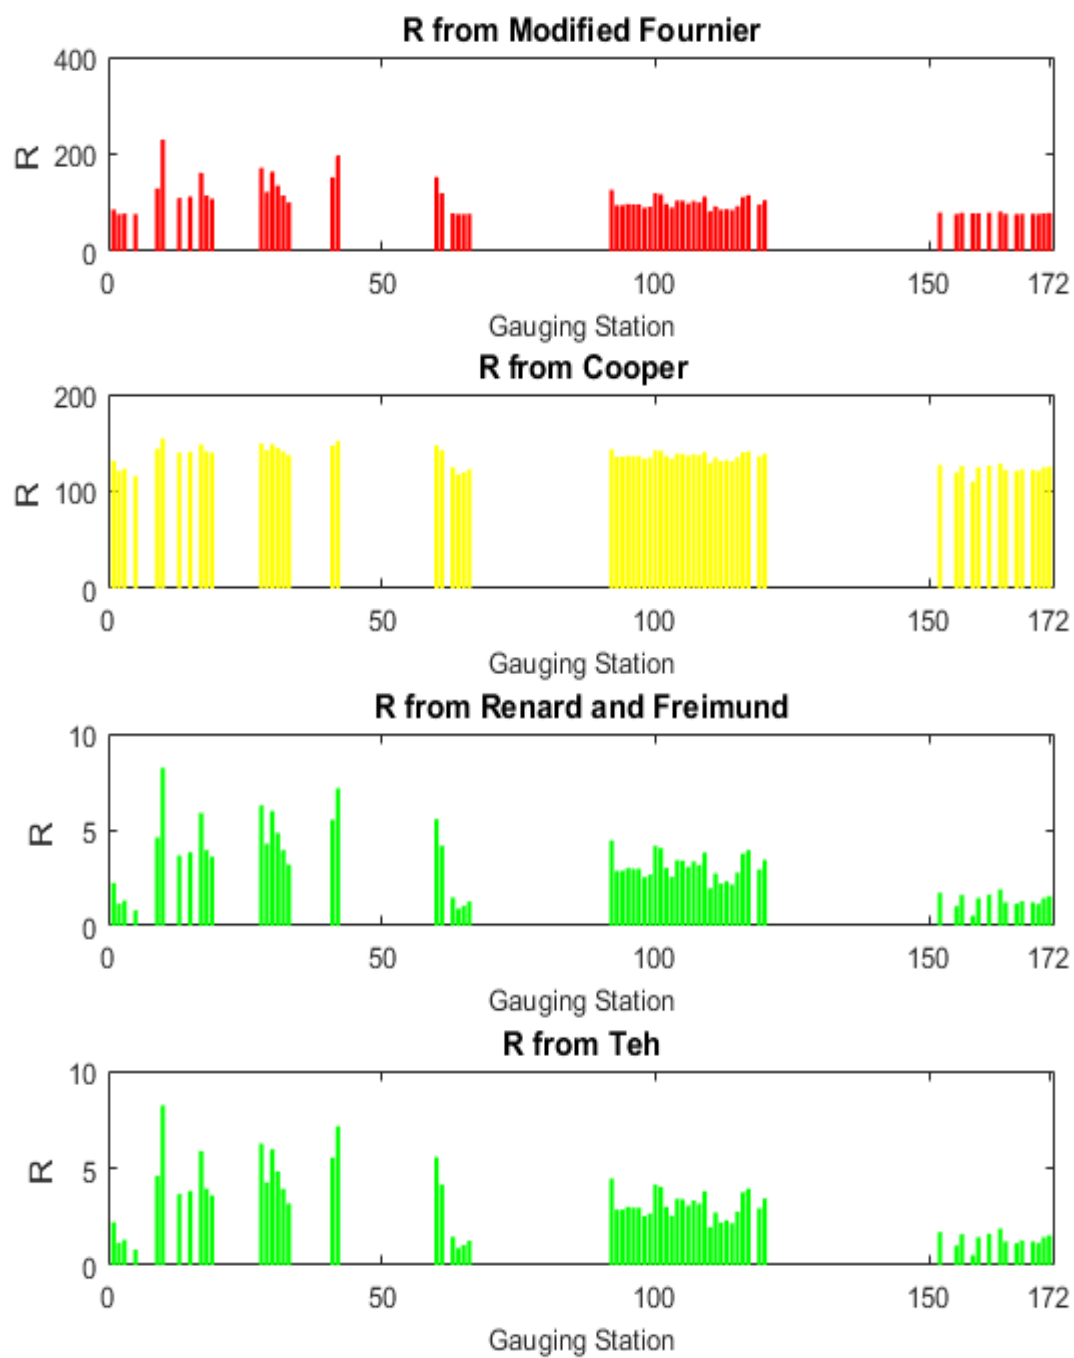 R from Modified Fournier
400
200
0
R
0 50 100 150 172
Gauging Station
R from Cooper
200
100
0
R
0 50 100 150 172
Gauging Station
R from Renard and Freimund
10
5
0
R
0 50 100 150 172
Gauging Station
R from Teh
10
5
0
R
0 50 100 150 172
Gauging Station